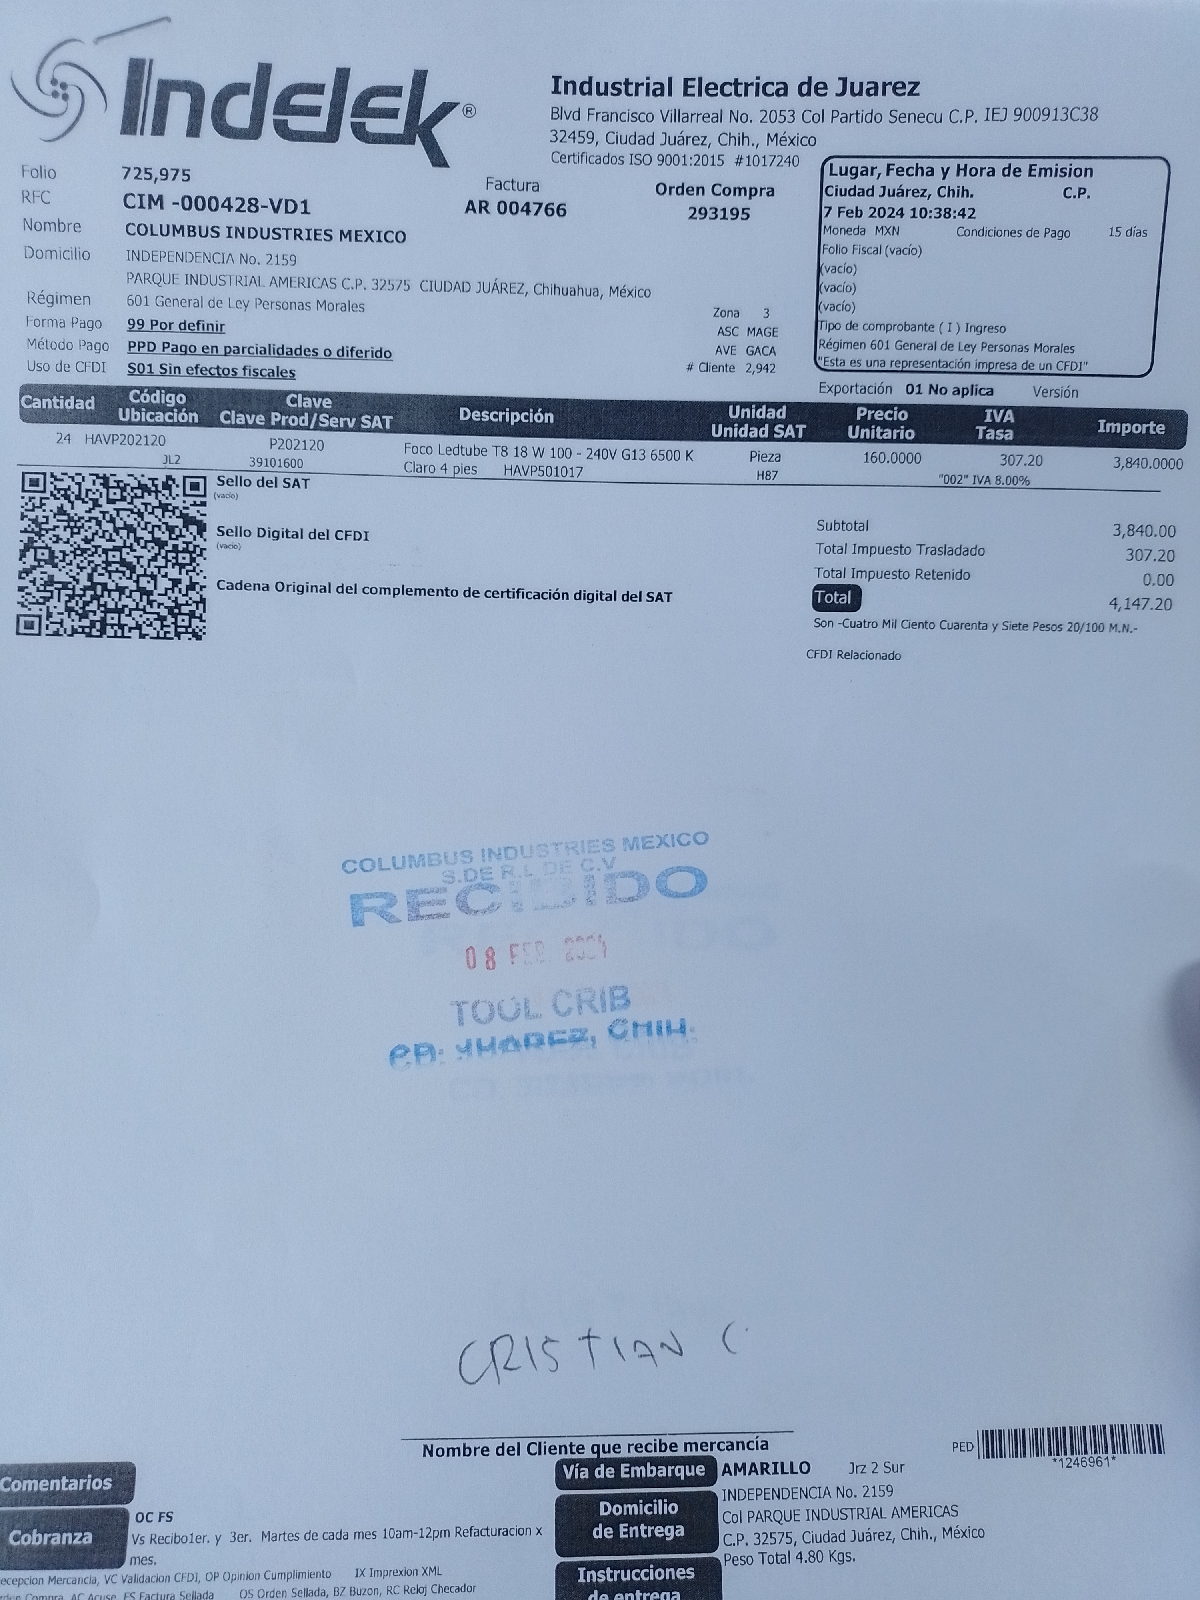 Indelek®
Industrial Electrica de Juarez
Blvd Francisco Villarreal No. 2053 Col Partido Senecu C.P. IEJ 900913C38
32459, Ciudad Juárez, Chih., México
Certificados ISO 9001:2015 #1017240
Folio 725,975
RFC CIM -000428-VD1
Nombre COLUMBUS INDUSTRIES MEXICO
Domicilio INDEPENDENCIA No. 2159
PARQUE INDUSTRIAL AMERICAS C.P. 32575 CIUDAD JUÁREZ, Chihuahua, México
Régimen 601 General de Ley Personas Morales
Forma Pago 99 Por definir
Método Pago PPD Pago en parcialidades o diferido
Uso de CFDI S01 Sin efectos fiscales
Factura
AR 004766
Orden Compra
293195
Zona 3
ASC MAGE
AVE GACA
# Cliente 2,942
Lugar, Fecha y Hora de Emision
Ciudad Juárez, Chih. C.P.
7 Feb 2024 10:38:42
Moneda MXN Condiciones de Pago 15 días
Folio Fiscal (vacío)
(vacío)
(vacío)
(vacío)
Tipo de comprobante ( I ) Ingreso
Régimen 601 General de Ley Personas Morales
"Esta es una representación impresa de un CFDI"
Exportación 01 No aplica Versión
Cantidad Código Ubicación Clave Clave Prod/Serv SAT Descripción Unidad Unidad SAT Precio Unitario IVA Tasa Importe
24 HAVP202120 P202120 Foco Ledtube T8 18 W 100 - 240V G13 6500 K Pieza 160.0000 307.20 3,840.0000
JL2 39101600 Claro 4 pies HAVP501017 H87 "002" IVA 8.00%
Sello del SAT
(vacío)
Sello Digital del CFDI
(vacío)
Cadena Original del complemento de certificación digital del SAT
Subtotal 3,840.00
Total Impuesto Trasladado 307.20
Total Impuesto Retenido 0.00
Total 4,147.20
Son -Cuatro Mil Ciento Cuarenta y Siete Pesos 20/100 M.N.-
CFDI Relacionado
COLUMBUS INDUSTRIES MEXICO
S.DE R.L DE C.V
RECIBIDO
08 FEB. 2024
TOOL CRIB
CD: JUAREZ, CHIH.
CRISTIAN C
Nombre del Cliente que recibe mercancía
PED
*1246961*
Comentarios
Cobranza
OC FS
Vs Recibo1er. y 3er. Martes de cada mes 10am-12pm Refacturacion x
mes.
Vía de Embarque AMARILLO Jrz 2 Sur
Domicilio de Entrega
INDEPENDENCIA No. 2159
Col PARQUE INDUSTRIAL AMERICAS
C.P. 32575, Ciudad Juárez, Chih., México
Peso Total 4.80 Kgs.
Instrucciones
de entrega
ecepcion Mercancia, VC Validacion CFDI, OP Opinion Cumplimiento IX Imprexion XML
rden Compra, AC Acuse, FS Factura Sellada OS Orden Sellada, BZ Buzon, RC Reloj Checador